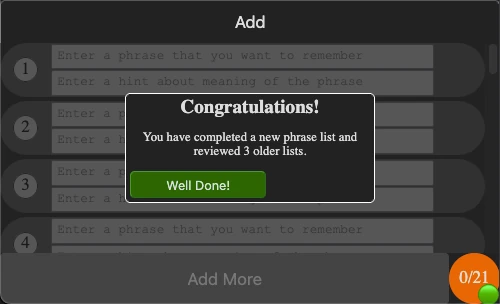 Add
1
Enter a phrase that you want to remember
Enter a hint about meaning of the phrase
2
Enter a p
Enter a h
3
Enter a p
Enter a h
Congratulations!
You have completed a new phrase list and
reviewed 3 older lists.
Well Done!
4
Enter a phrase that you want to remember
Add More
0/21